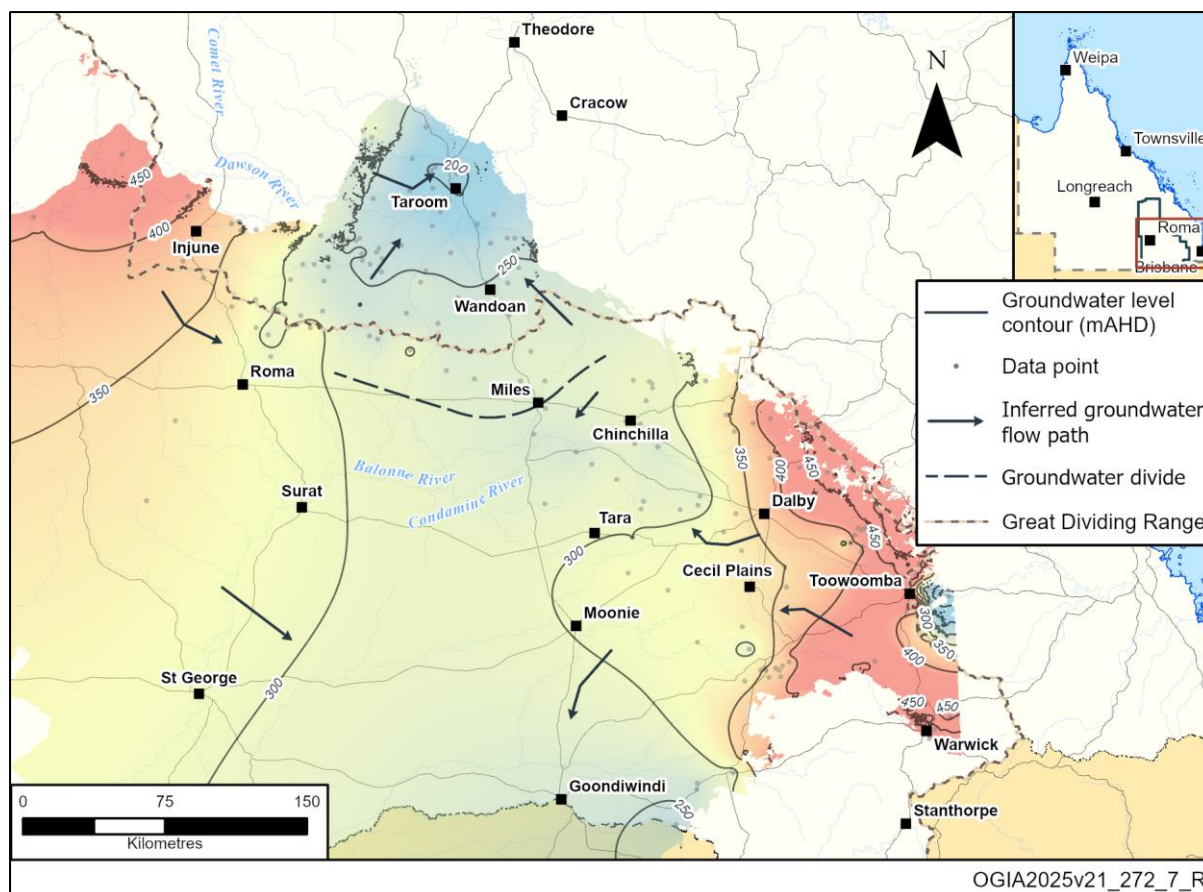 Theodore
Cracow
Comet River
Dawson River
Taroom
200
450
400
Injune
250
Wandoan
350
Roma
Miles
Chinchilla
350
400
450
450
Balonne River
Condamine River
Surat
Tara
Dalby
300
Cecil Plains
Toowoomba
Moonie
300
350
400
St George
300
450
450
Warwick
Goondiwindi
250
Stanthorpe
N
Weipa
Townsville
Longreach
Roma
Brisbane
Groundwater level
contour (mAHD)
Data point
Inferred groundwater
flow path
Groundwater divide
Great Dividing Range
0 75 150
Kilometres
OGIA2025v21_272_7_R